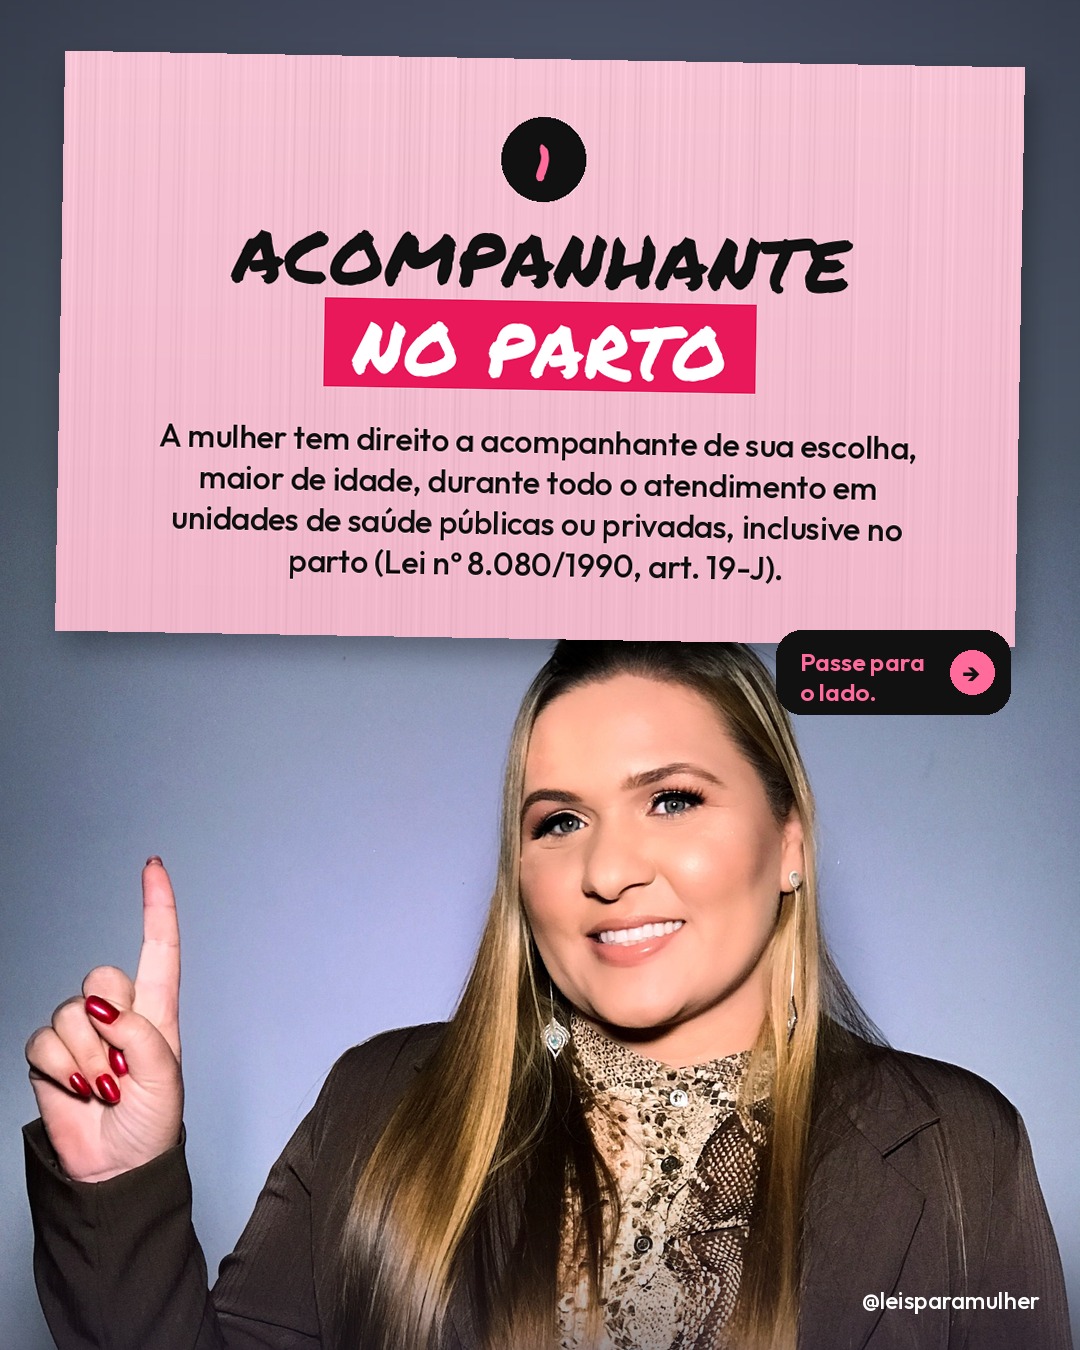 1
ACOMPANHANTE
NO PARTO
A mulher tem direito a acompanhante de sua escolha,
maior de idade, durante todo o atendimento em
unidades de saúde públicas ou privadas, inclusive no
parto (Lei nº 8.080/1990, art. 19-J).
Passe para
o lado.
@leisparamulher